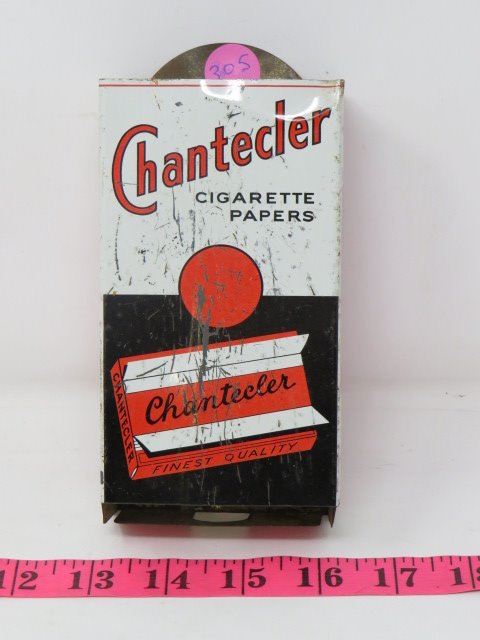 305
Chantecler
CIGARETTE
PAPERS
Chantecler
CHANTECLER
FINEST QUALITY
12 13 14 15 16 17